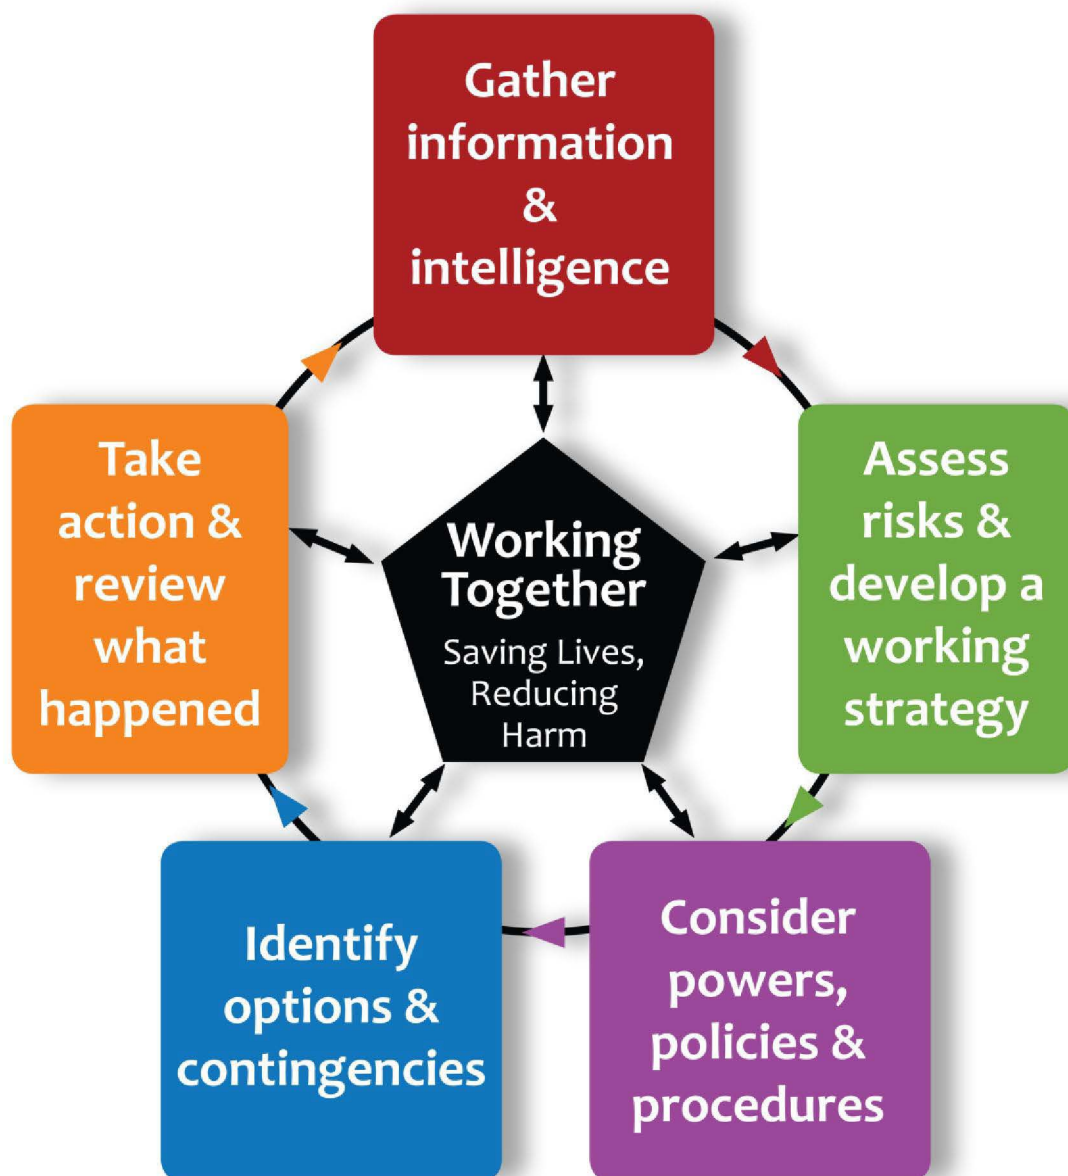 Gather
information
&
intelligence
Assess
risks &
develop a
working
strategy
Consider
powers,
policies &
procedures
Identify
options &
contingencies
Take
action &
review
what
happened
Working
Together
Saving Lives,
Reducing
Harm